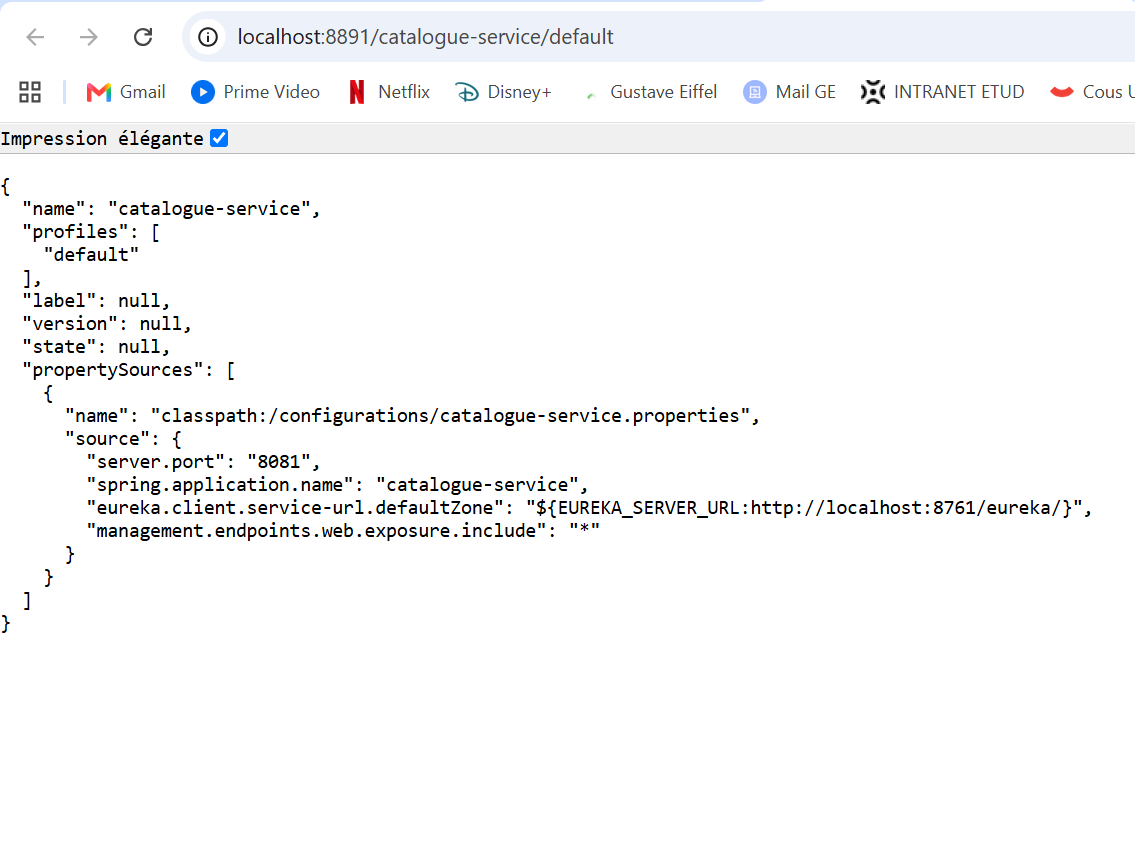 localhost:8891/catalogue-service/default
Gmail Prime Video Netflix Disney+ Gustave Eiffel Mail GE INTRANET ETUD Cous U
Impression élégante
{
  "name": "catalogue-service",
  "profiles": [
    "default"
  ],
  "label": null,
  "version": null,
  "state": null,
  "propertySources": [
    {
      "name": "classpath:/configurations/catalogue-service.properties",
      "source": {
        "server.port": "8081",
        "spring.application.name": "catalogue-service",
        "eureka.client.service-url.defaultZone": "${EUREKA_SERVER_URL:http://localhost:8761/eureka/}",
        "management.endpoints.web.exposure.include": "*"
      }
    }
  ]
}